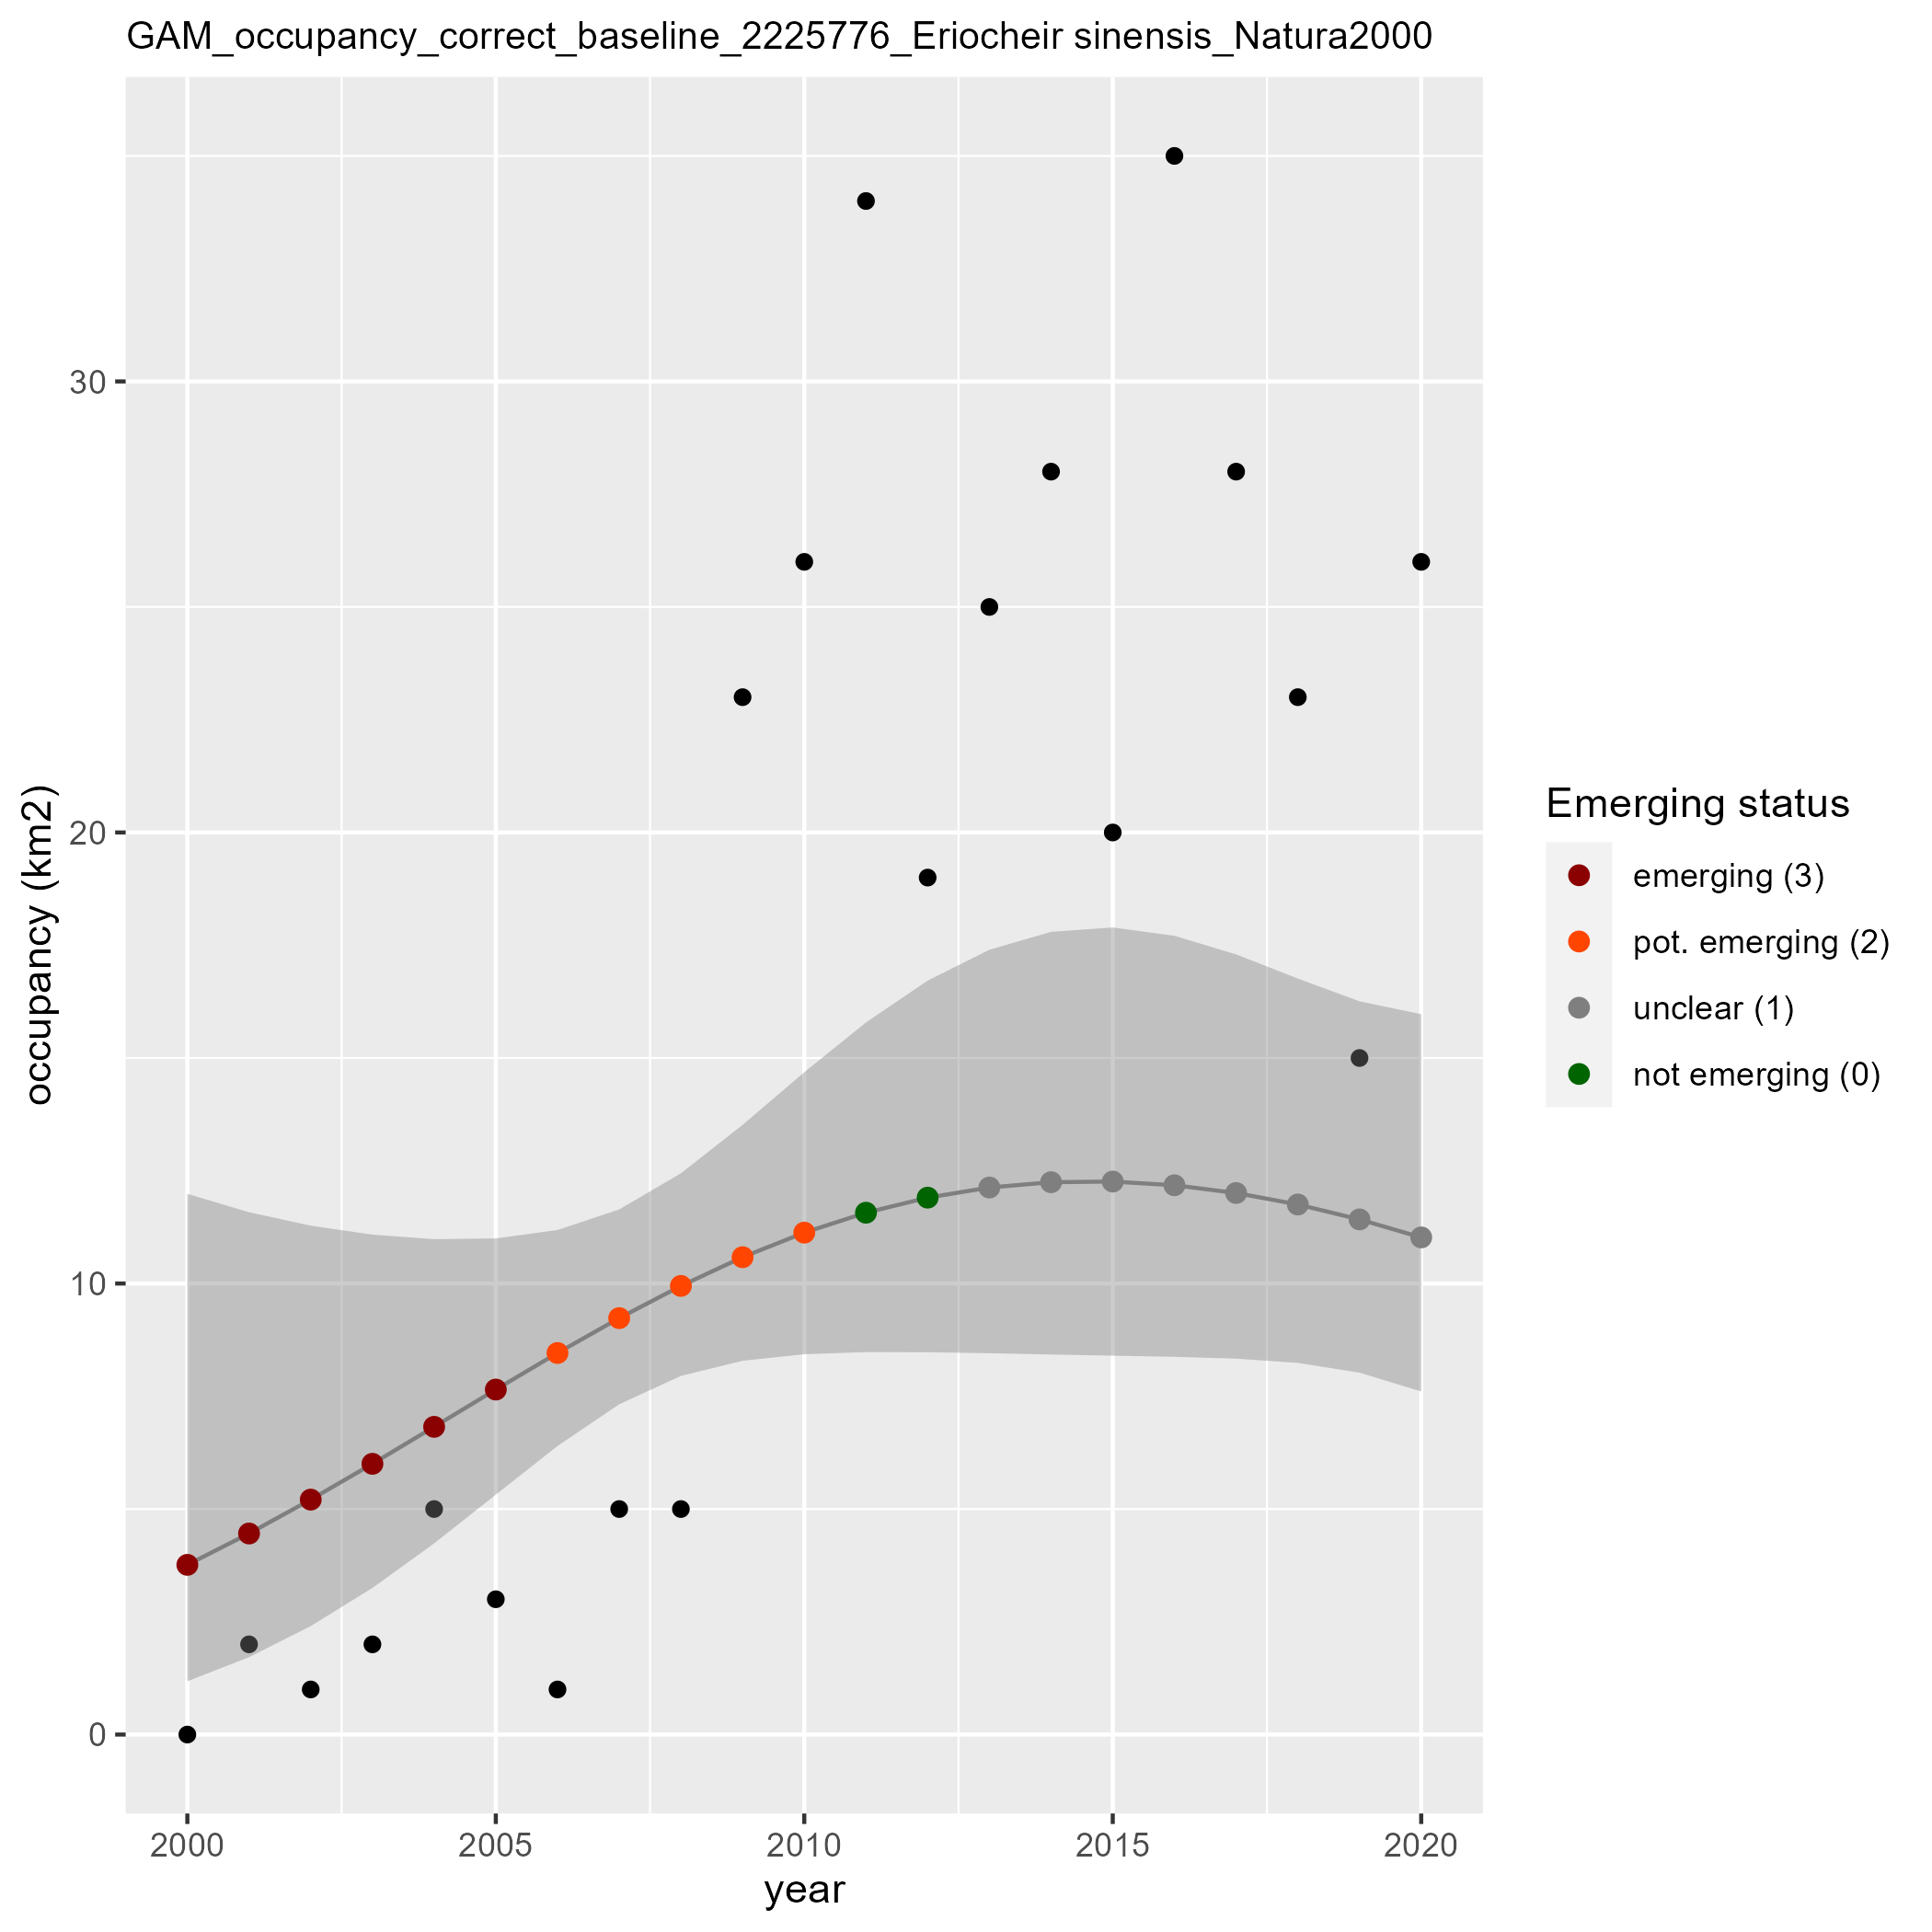 GAM_occupancy_correct_baseline_2225776_Eriocheir sinensis_Natura2000
occupancy (km2)
30
20
10
0
2000 2005 2010 2015 2020
year
Emerging status
emerging (3)
pot. emerging (2)
unclear (1)
not emerging (0)